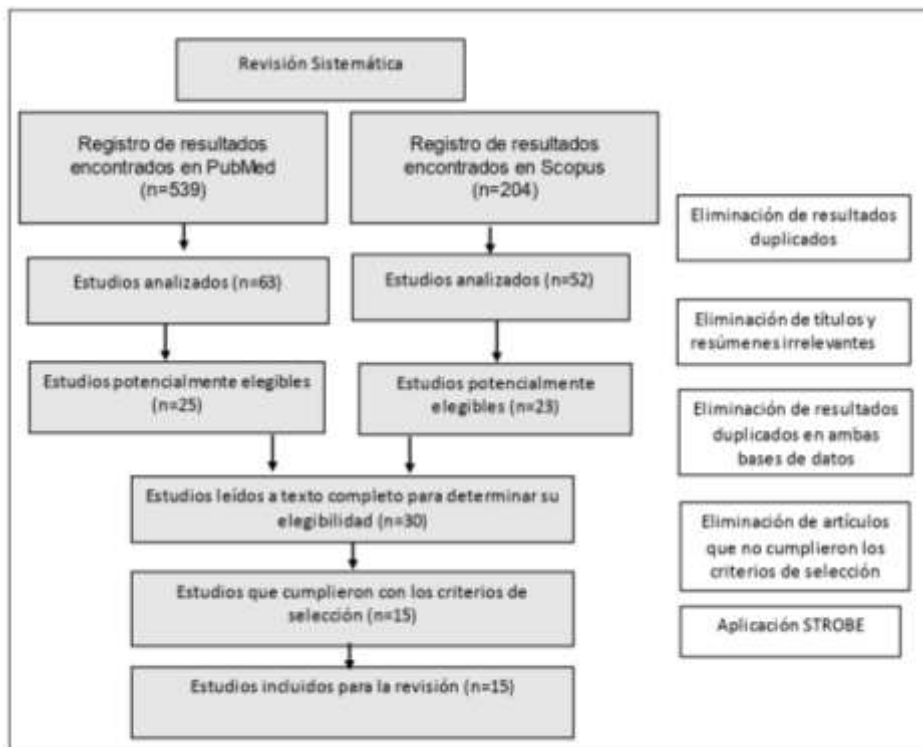 Revisión Sistemática
Registro de resultados
encontrados en PubMed
(n=539)
Registro de resultados
encontrados en Scopus
(n=204)
Eliminación de resultados
duplicados
Estudios analizados (n=63)
Estudios analizados (n=52)
Eliminación de títulos y
resúmenes irrelevantes
Estudios potencialmente elegibles
(n=25)
Estudios potencialmente
elegibles (n=23)
Eliminación de resultados
duplicados en ambas
bases de datos
Estudios leídos a texto completo para determinar su
elegibilidad (n=30)
Eliminación de artículos
que no cumplieron los
criterios de selección
Estudios que cumplieron con los criterios de
selección (n=15)
Aplicación STROBE
Estudios incluidos para la revisión (n=15)